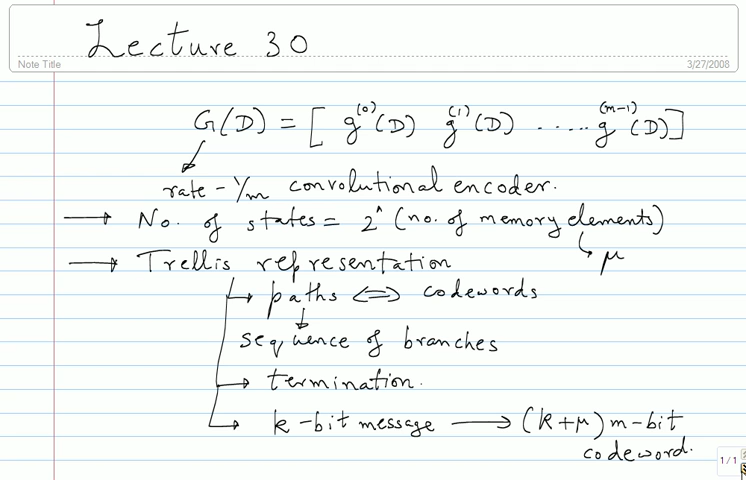 Lecture 30
Note Title
3/27/2008
G(D) = [ g^(0)(D) g^(1)(D) ..... g^(m-1)(D) ]
rate - 1/m convolutional encoder.
→ No. of states = 2^(no. of memory elements)
→ Trellis representation ↳ μ
↳ paths ⇔ codewords
sequence of branches
→ termination.
↳ k-bit message → (k+μ)m-bit
codeword.
1/1